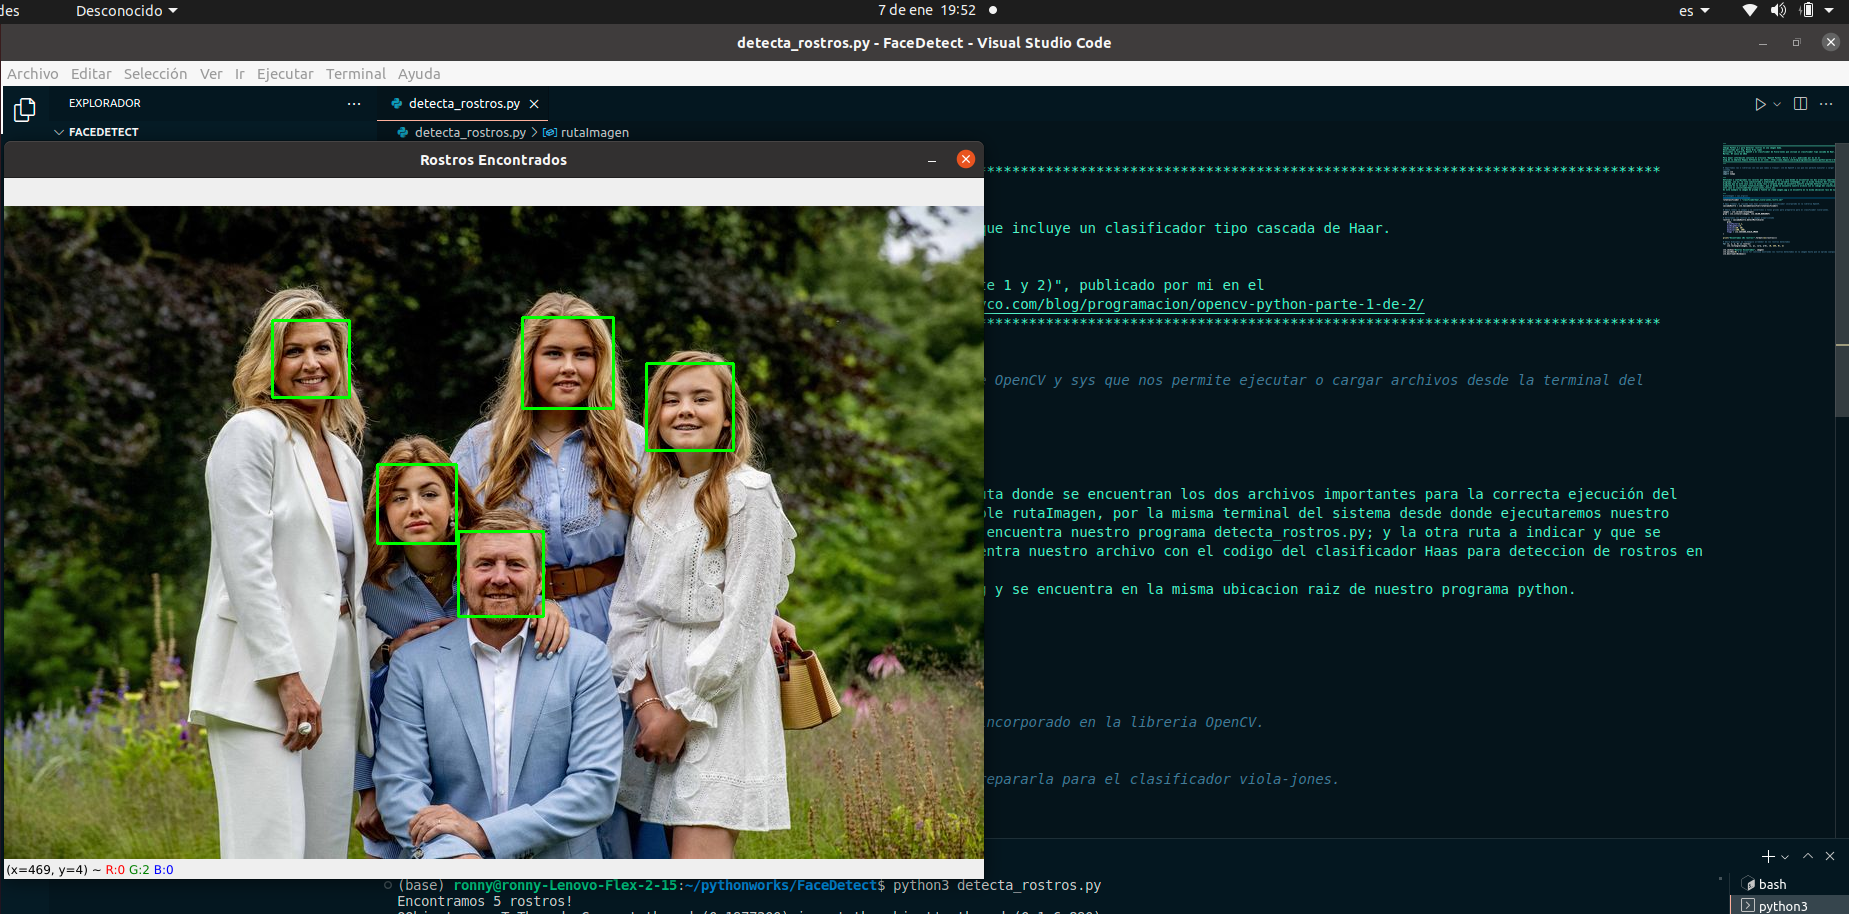 des
Desconocido
7 de ene 19:52
es
detecta_rostros.py - FaceDetect - Visual Studio Code
Archivo Editar Selección Ver Ir Ejecutar Terminal Ayuda
EXPLORADOR
detecta_rostros.py
FACEDETECT
detecta_rostros.py > rutaImagen
Rostros Encontrados
*********************************************************************************
que incluye un clasificador tipo cascada de Haar.
te 1 y 2)", publicado por mi en el
yco.com/blog/programacion/opencv-python-parte-1-de-2/
*********************************************************************************
e OpenCV y sys que nos permite ejecutar o cargar archivos desde la terminal del
uta donde se encuentran los dos archivos importantes para la correcta ejecución del
ble rutaImagen, por la misma terminal del sistema desde donde ejecutaremos nuestro
encuentra nuestro programa detecta_rostros.py; y la otra ruta a indicar y que se
entra nuestro archivo con el codigo del clasificador Haas para deteccion de rostros en
g y se encuentra en la misma ubicacion raiz de nuestro programa python.
incorporado en la libreria OpenCV.
repararla para el clasificador viola-jones.
(x=469, y=4) ~ R:0 G:2 B:0
(base) ronny@ronny-Lenovo-Flex-2-15:~/pythonworks/FaceDetect$ python3 detecta_rostros.py
Encontramos 5 rostros!
bash
python3